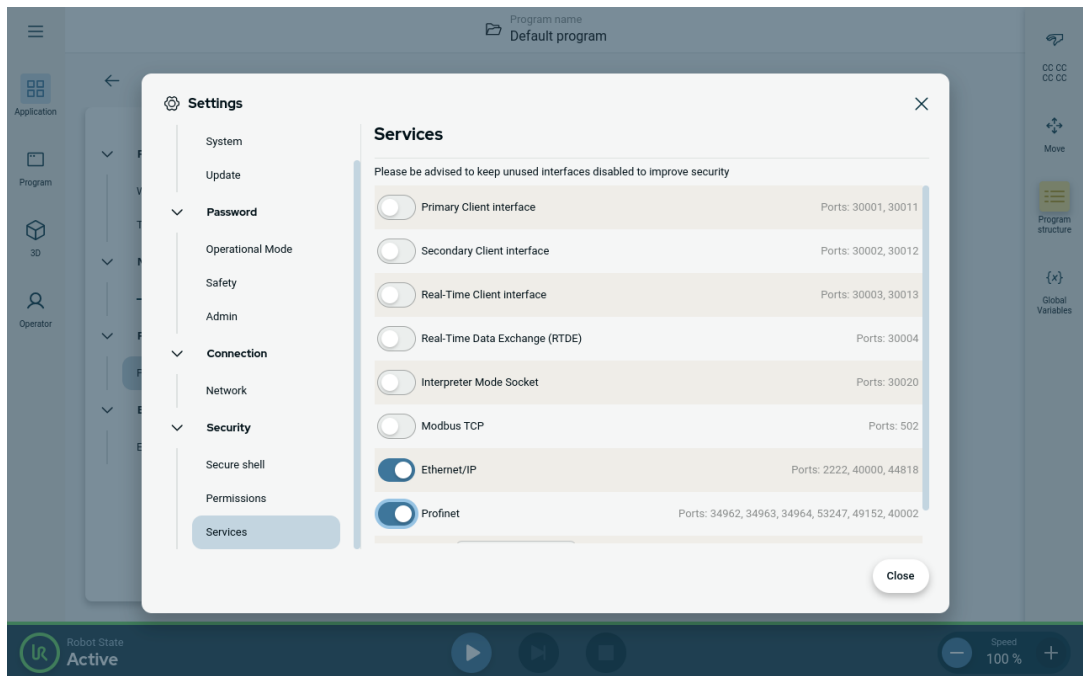 Program name
Default program
Application
Program
3D
Operator
Settings
System
Update
Password
Operational Mode
Safety
Admin
Connection
Network
Security
Secure shell
Permissions
Services
Services
Please be advised to keep unused interfaces disabled to improve security
Primary Client interface Ports: 30001, 30011
Secondary Client interface Ports: 30002, 30012
Real-Time Client interface Ports: 30003, 30013
Real-Time Data Exchange (RTDE) Ports: 30004
Interpreter Mode Socket Ports: 30020
Modbus TCP Ports: 502
Ethernet/IP Ports: 2222, 40000, 44818
Profinet Ports: 34962, 34963, 34964, 53247, 49152, 40002
Close
CC CC
CC CC
Move
Program
structure
{x}
Global
Variables
Robot State
Active
Speed
100 %